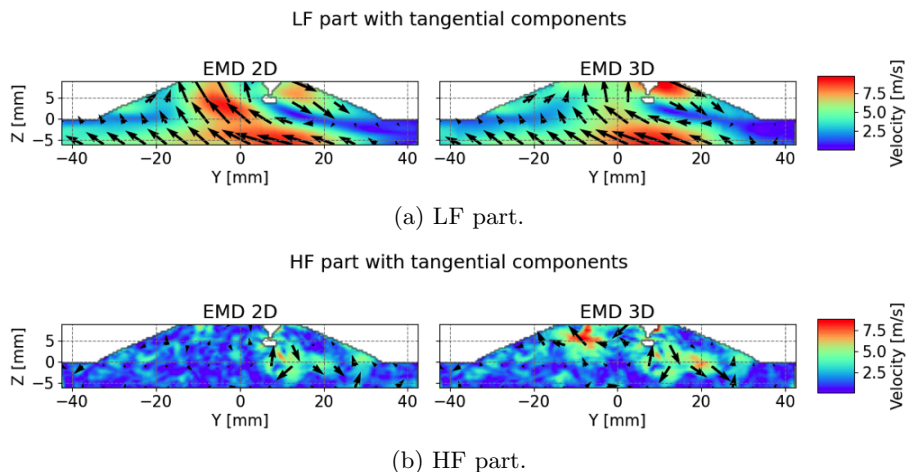 LF part with tangential components
EMD 2D EMD 3D
Z [mm] 5 0 −5
−40 −20 0 20 40 −40 −20 0 20 40
Y [mm] Y [mm]
7.5 5.0 2.5 Velocity [m/s]
(a) LF part.
HF part with tangential components
EMD 2D EMD 3D
Z [mm] 5 0 −5
−40 −20 0 20 40 −40 −20 0 20 40
Y [mm] Y [mm]
7.5 5.0 2.5 Velocity [m/s]
(b) HF part.